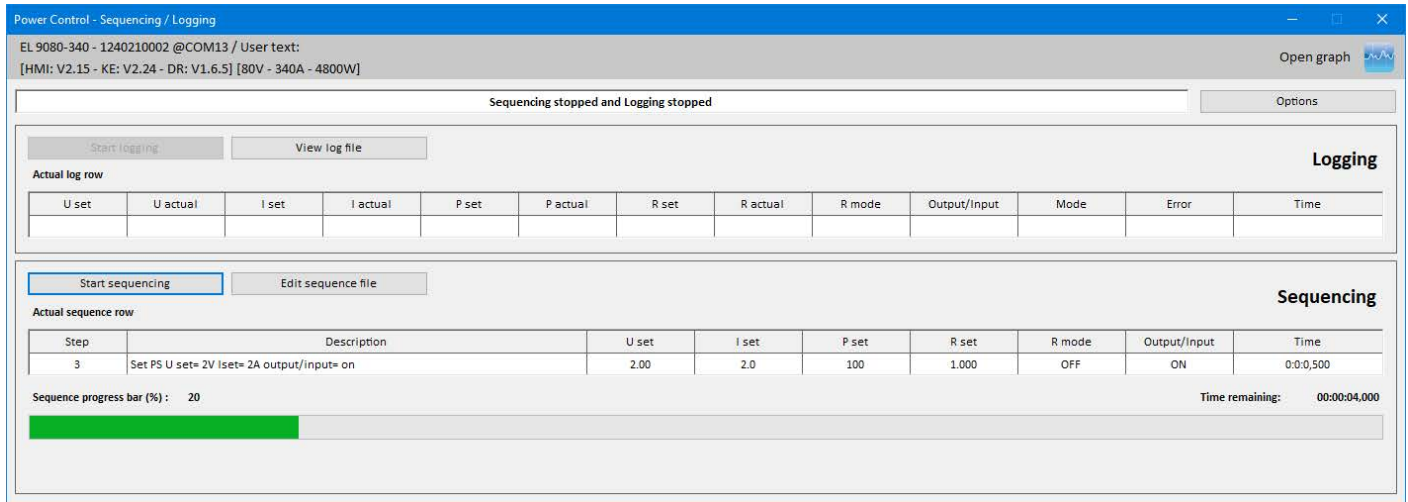 Power Control - Sequencing / Logging
EL 9080-340 - 1240210002 @COM13 / User text:
[HMI: V2.15 - KE: V2.24 - DR: V1.6.5] [80V - 340A - 4800W]
Open graph
Sequencing stopped and Logging stopped
Options
Start logging
View log file
Logging
Actual log row
U set U actual I set I actual P set P actual R set R actual R mode Output/Input Mode Error Time
Start sequencing
Edit sequence file
Sequencing
Actual sequence row
Step Description U set I set P set R set R mode Output/Input Time
3 Set PS U set= 2V Iset= 2A output/input= on 2.00 2.0 100 1.000 OFF ON 0:0:0,500
Sequence progress bar (%) : 20 Time remaining: 00:00:04,000